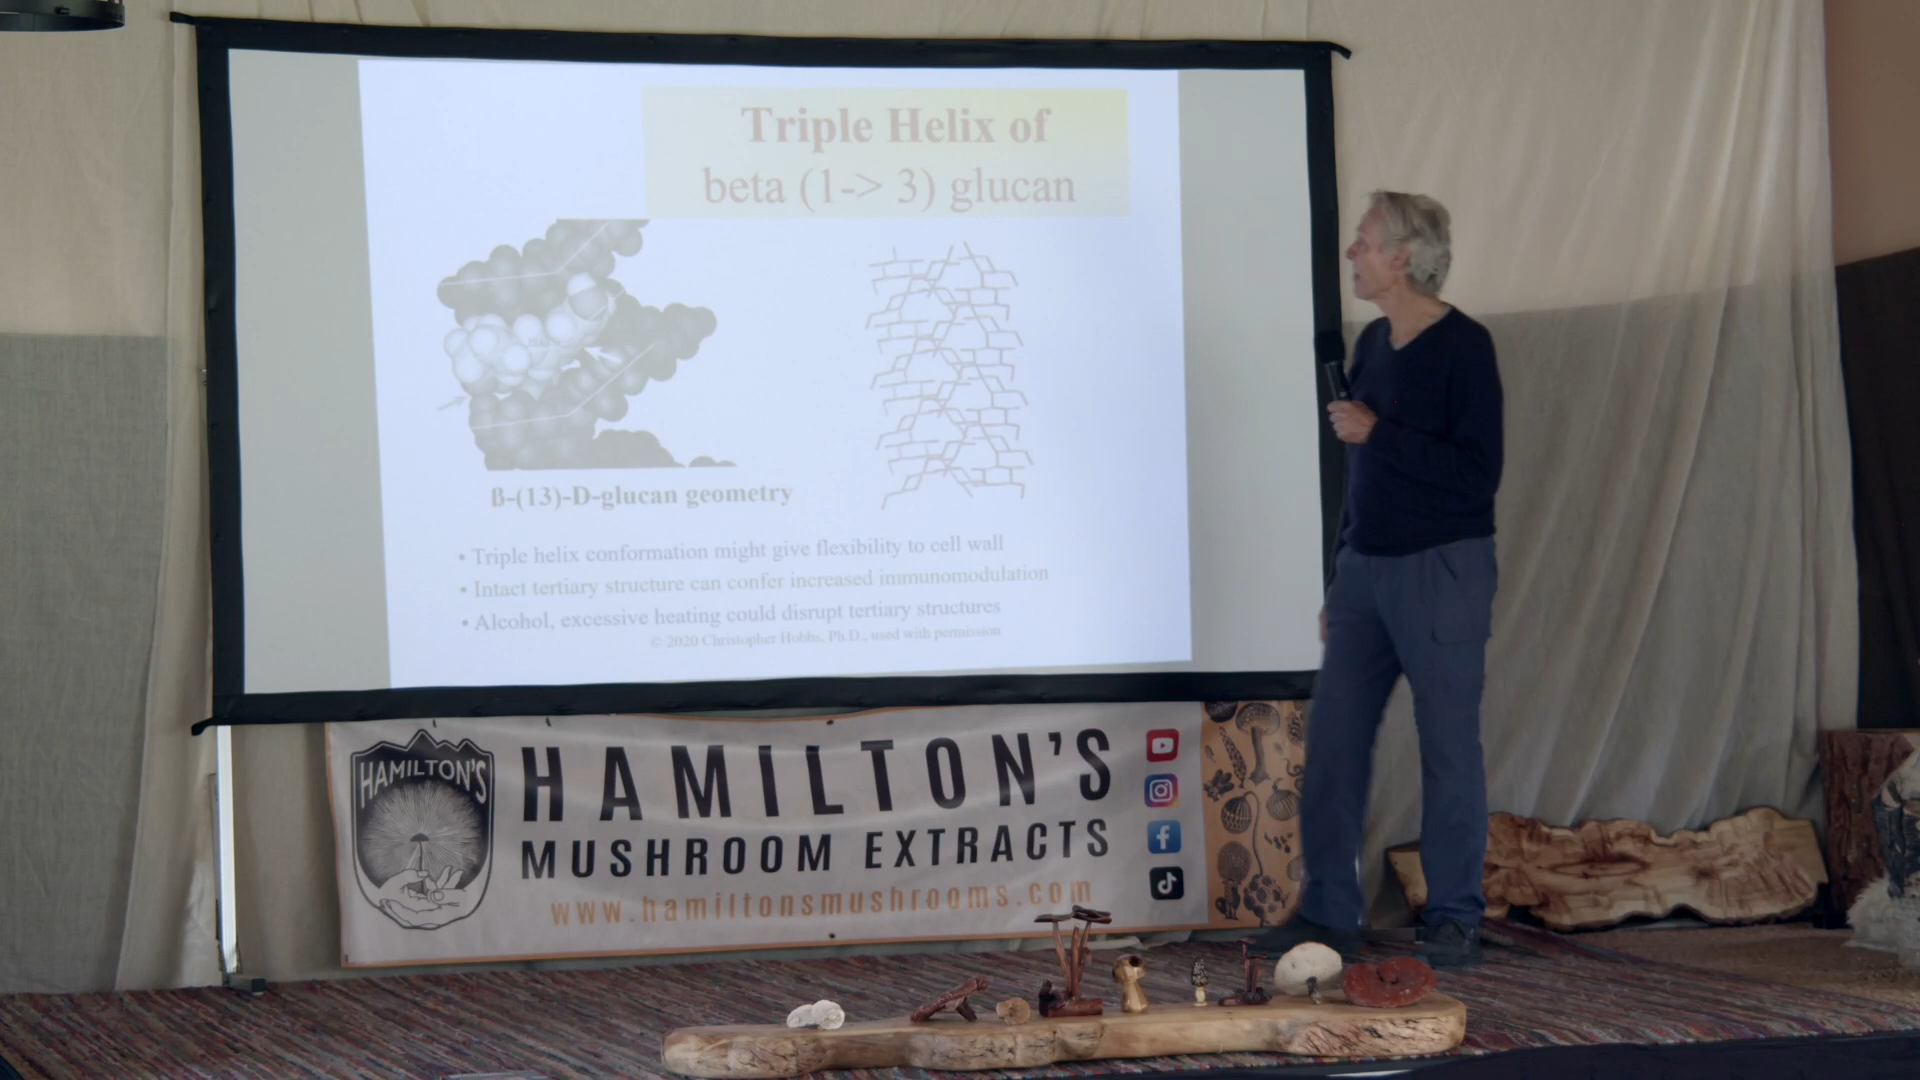 Triple Helix of
beta (1-> 3) glucan
ß-(13)-D-glucan geometry
• Triple helix conformation might give flexibility to cell wall
• Intact tertiary structure can confer increased immunomodulation
• Alcohol, excessive heating could disrupt tertiary structures
© 2020 Christopher Hobbs, Ph.D., used with permission
HAMILTON'S
HAMILTON'S
MUSHROOM EXTRACTS
www.hamiltonsmushrooms.com